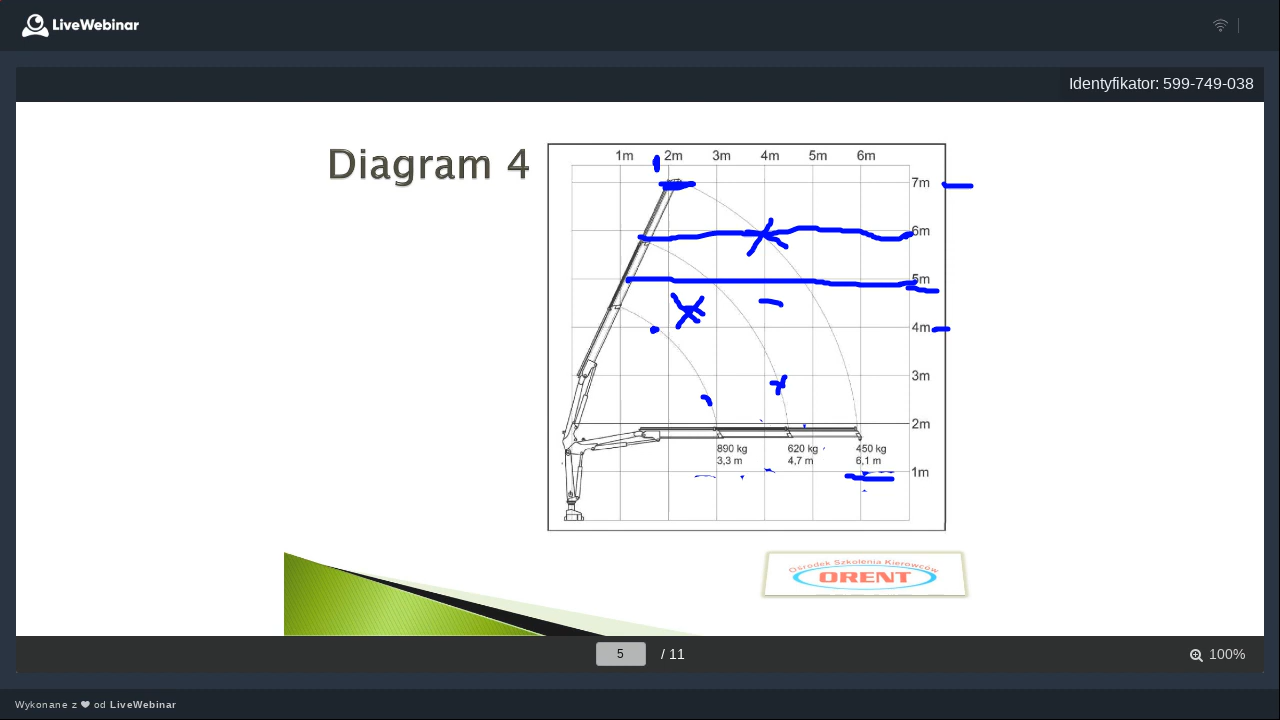 LiveWebinar
Identyfikator: 599-749-038
Diagram 4
1m 2m 3m 4m 5m 6m
7m
6m
5m
4m
3m
2m
890 kg 620 kg 450 kg
3,3 m 4,7 m 6,1 m
1m
Ośrodek Szkolenia Kierowców
ORENT
5 / 11
100%
Wykonane z od LiveWebinar